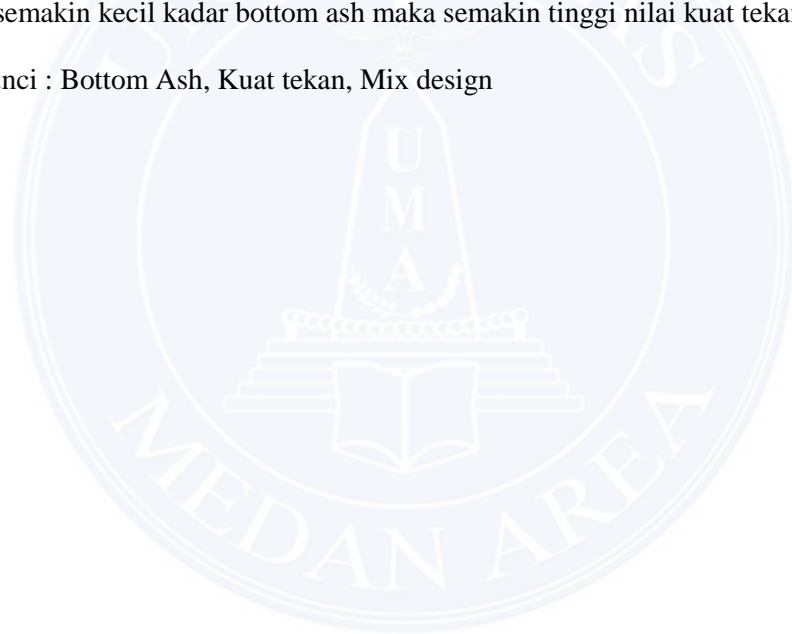 semakin kecil kadar bottom ash maka semakin tinggi nilai kuat teka
nci : Bottom Ash, Kuat tekan, Mix design
U
M
A
MEDAN AREA